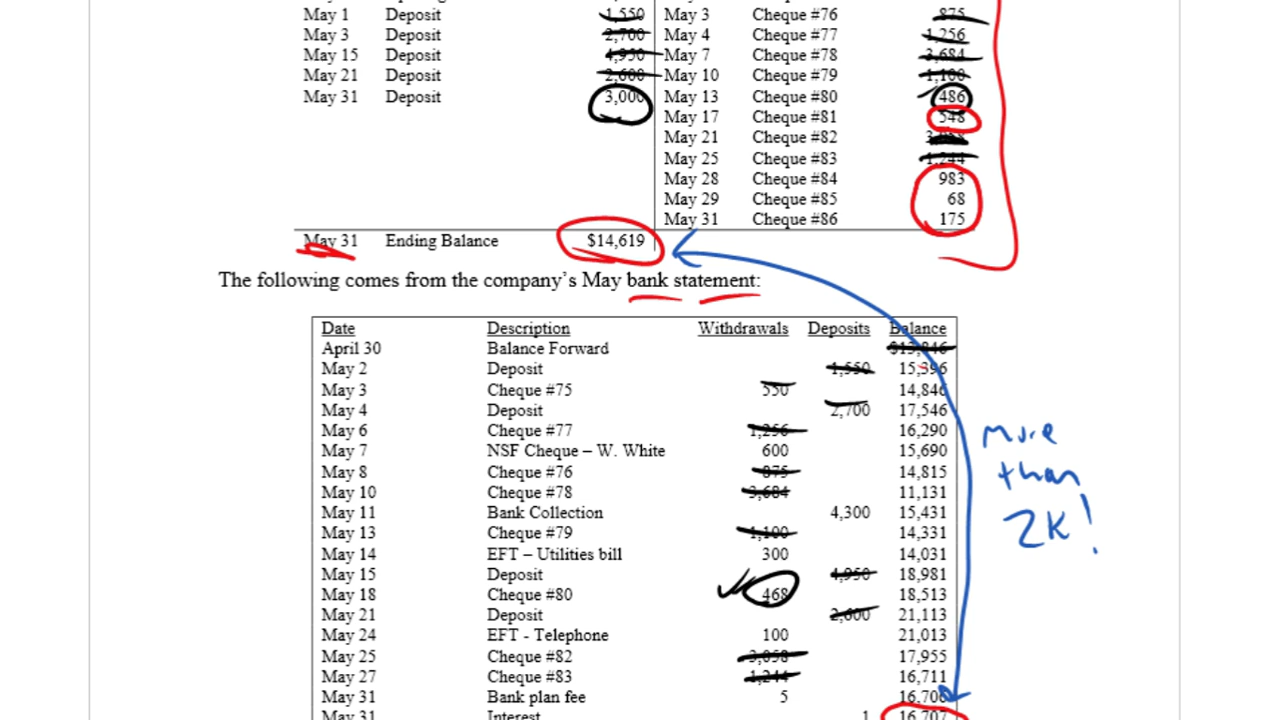 May 1 Deposit 1,550 May 3 Cheque #76 875
May 3 Deposit 2,700 May 4 Cheque #77 1,256
May 15 Deposit 4,950 May 7 Cheque #78 3,684
May 21 Deposit 2,600 May 10 Cheque #79 1,100
May 31 Deposit 3,000 May 13 Cheque #80 486
May 17 Cheque #81 548
May 21 Cheque #82
May 25 Cheque #83 1,244
May 28 Cheque #84 983
May 29 Cheque #85 68
May 31 Cheque #86 175
May 31 Ending Balance $14,619
The following comes from the company’s May bank statement:
Date Description Withdrawals Deposits Balance
April 30 Balance Forward $13,846
May 2 Deposit 1,550 15,396
May 3 Cheque #75 550 14,846
May 4 Deposit 2,700 17,546
May 6 Cheque #77 1,256 16,290
May 7 NSF Cheque – W. White 600 15,690
May 8 Cheque #76 875 14,815
May 10 Cheque #78 3,684 11,131
May 11 Bank Collection 4,300 15,431
May 13 Cheque #79 1,100 14,331
May 14 EFT – Utilities bill 300 14,031
May 15 Deposit 4,950 18,981
May 18 Cheque #80 468 18,513
May 21 Deposit 2,600 21,113
May 24 EFT - Telephone 100 21,013
May 25 Cheque #82 3,058 17,955
May 27 Cheque #83 1,244 16,711
May 31 Bank plan fee 5 16,706
May 31 Interest 1 16,707
More
than
2K!